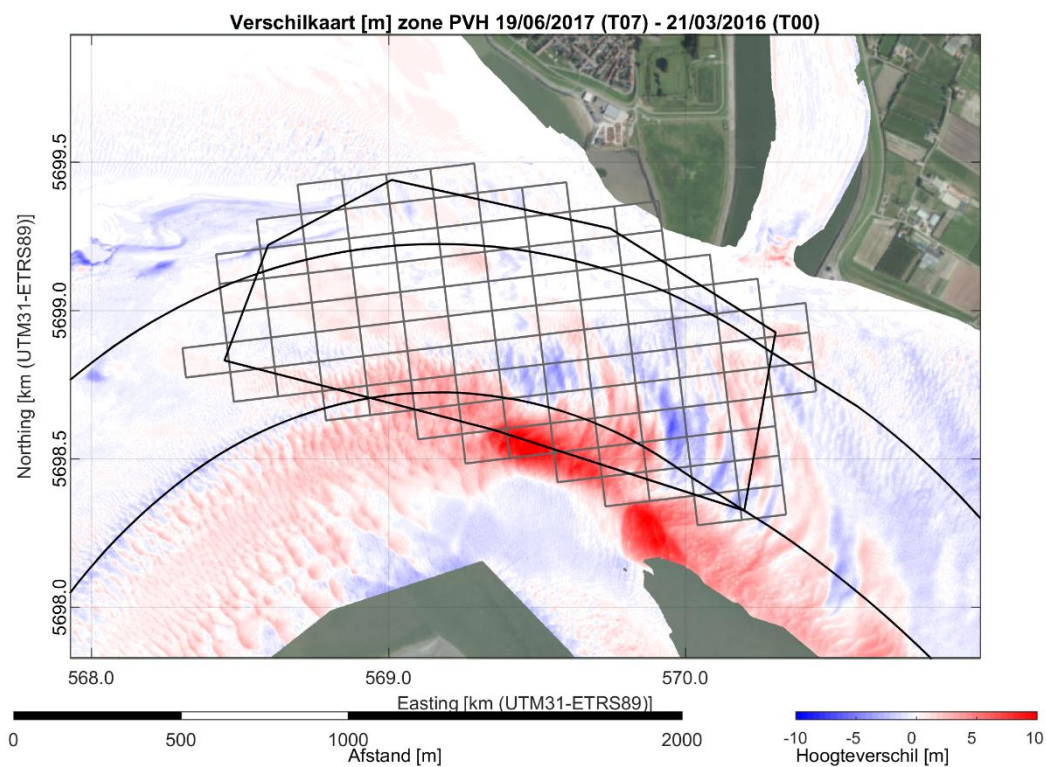 Verschilkaart [m] zone PVH 19/06/2017 (T07) - 21/03/2016 (T00)
Northing [km (UTM31-ETRS89)]
5699.5
5699.0
5698.5
5698.0
568.0 569.0 570.0
Easting [km (UTM31-ETRS89)]
0 500 1000 2000
Afstand [m]
-10 -5 0 5 10
Hoogteverschil [m]